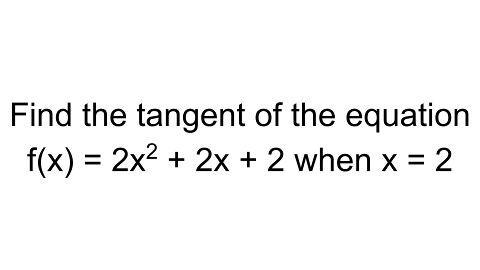 Find the tangent of the equation
f(x) = 2x² + 2x + 2 when x = 2